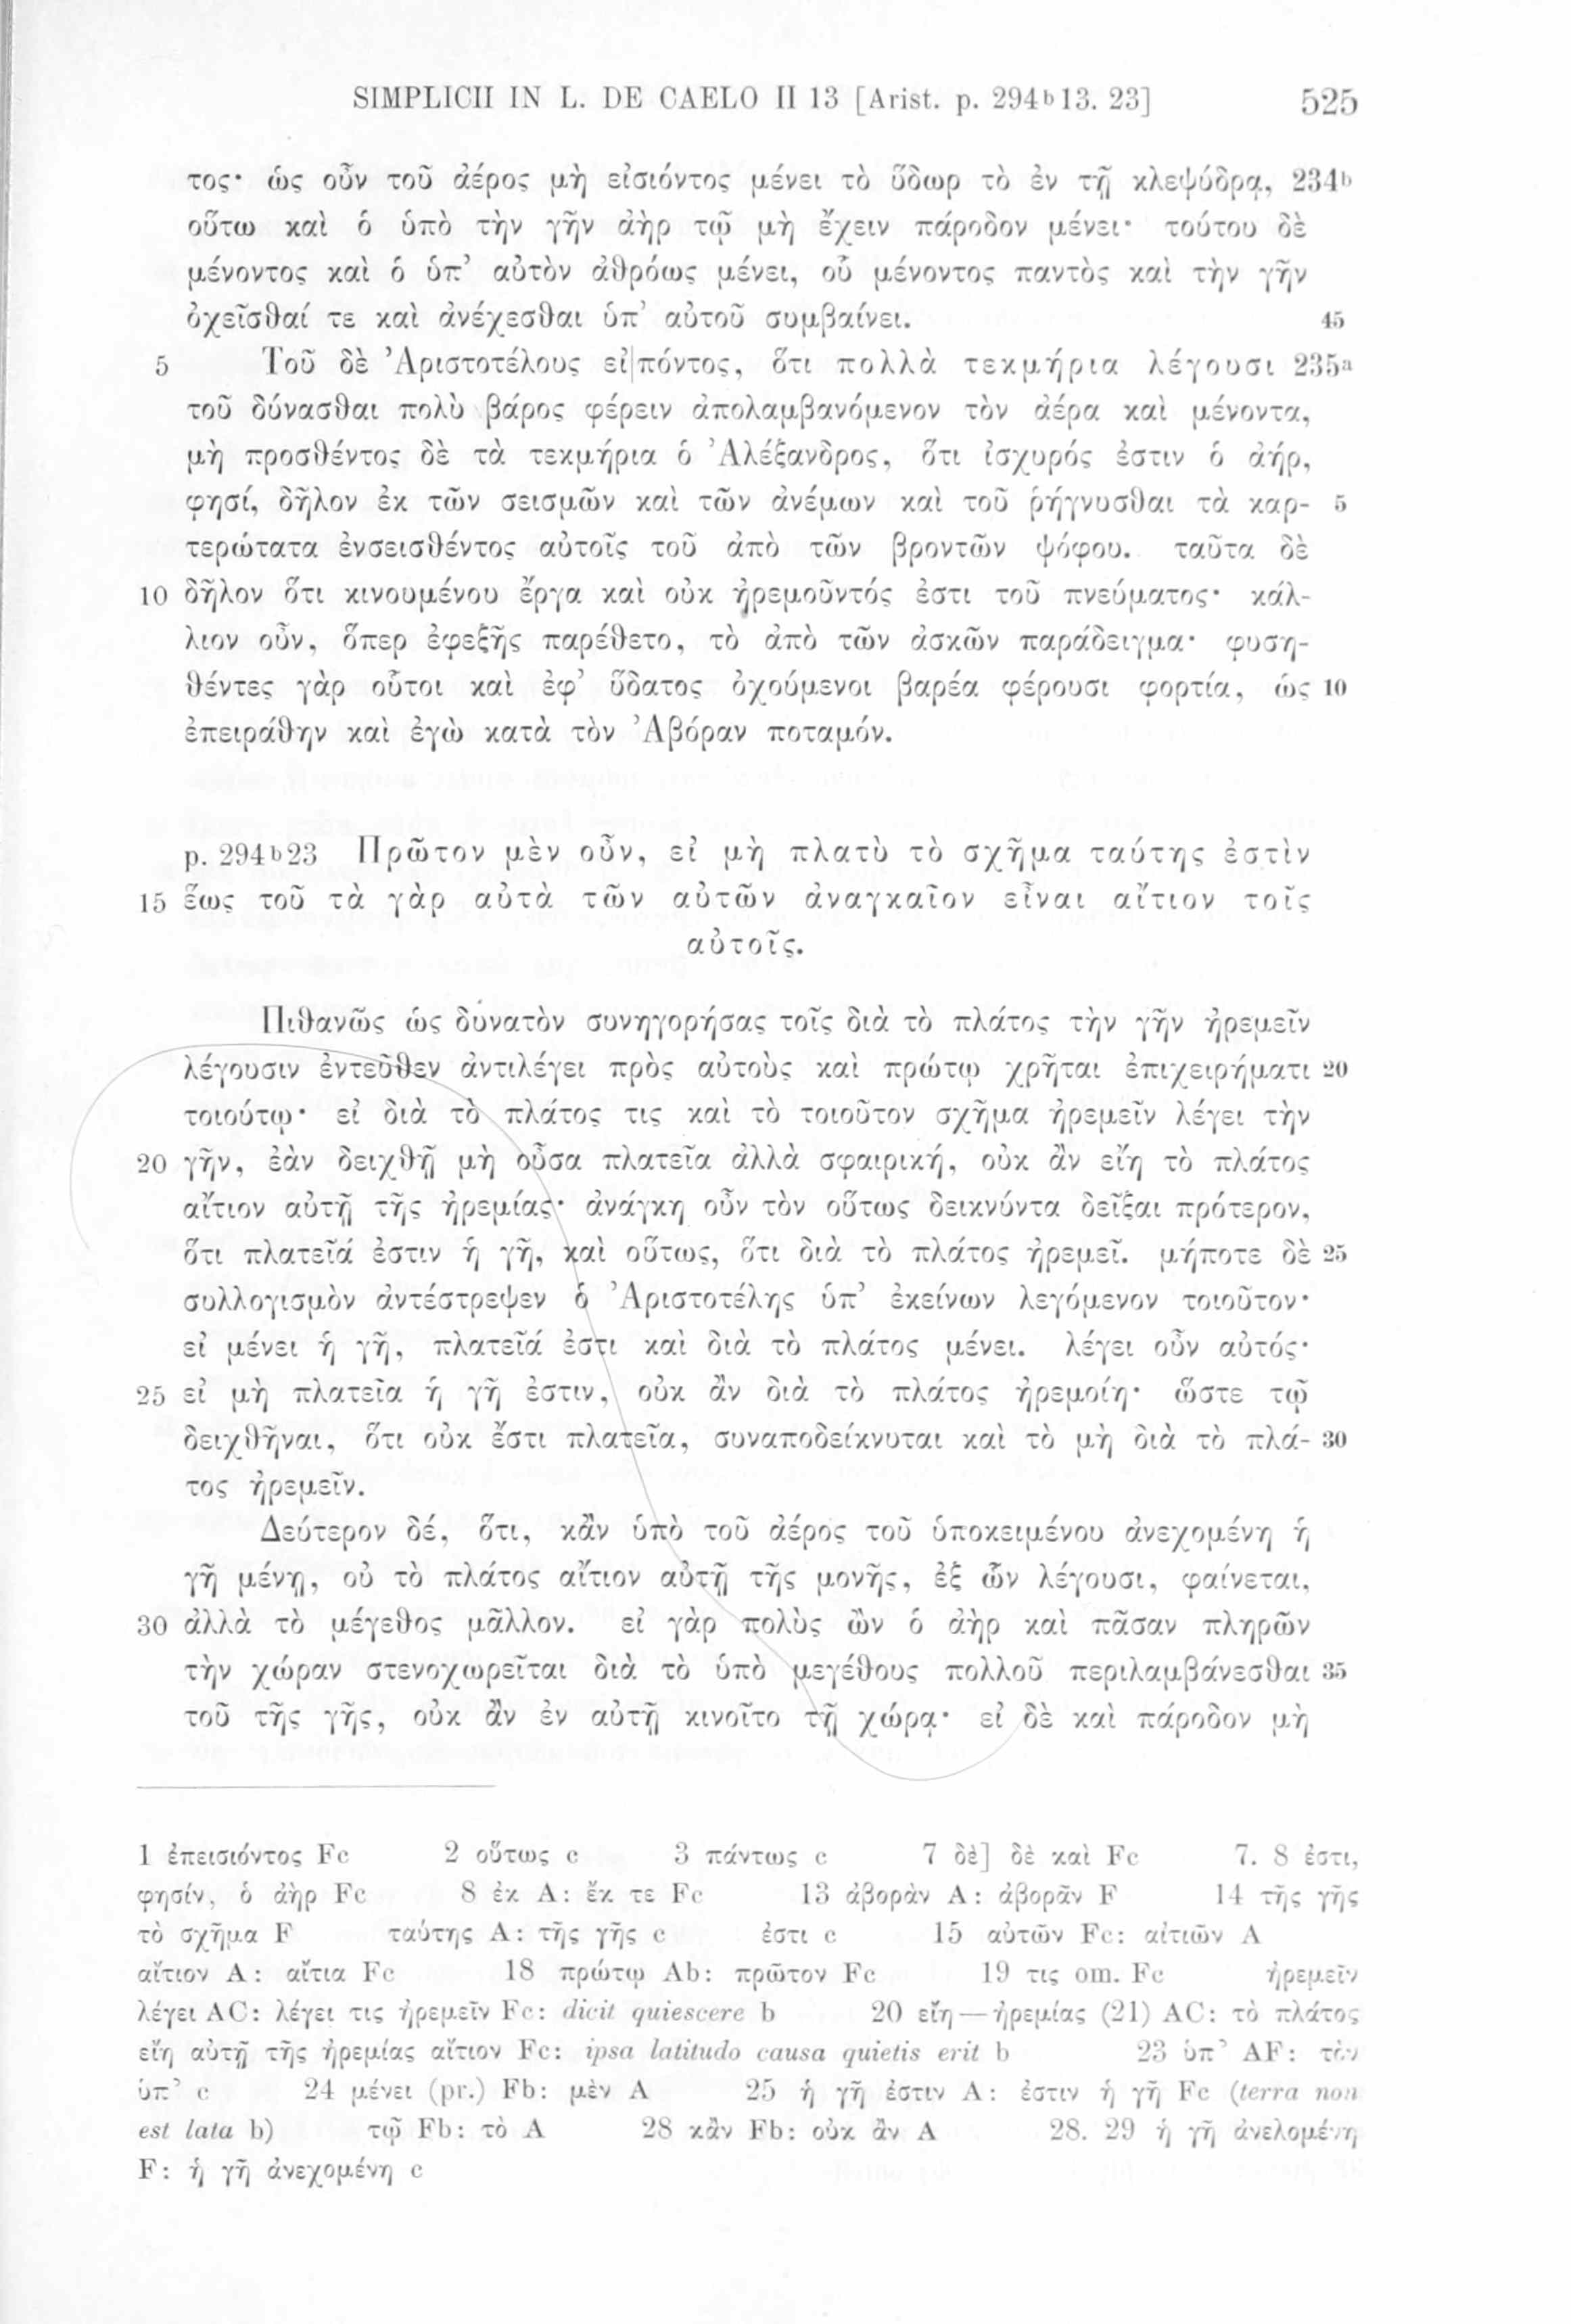 SIMPLICII IN L. DE CAELO II 13 [Arist. p. 294ᵇ13. 23] 525
τος· ὡς οὖν τοῦ ἀέρος μὴ εἰσιόντος μένει τὸ ὕδωρ τὸ ἐν τῇ κλεψύδρᾳ, 234ᵇ
οὕτω καὶ ὁ ὑπὸ τὴν γῆν ἀὴρ τῷ μὴ ἔχειν πάροδον μένει· τούτου δὲ
μένοντος καὶ ὁ ὑπ’ αὐτὸν ἀθρόως μένει, οὗ μένοντος παντὸς καὶ τὴν γῆν
ὀχεῖσθαί τε καὶ ἀνέχεσθαι ὑπ’ αὐτοῦ συμβαίνει. 45
5 Τοῦ δὲ Ἀριστοτέλους εἰ|πόντος, ὅτι πολλὰ τεκμήρια λέγουσι 235ᵃ
τοῦ δύνασθαι πολὺ βάρος φέρειν ἀπολαμβανόμενον τὸν ἀέρα καὶ μένοντα,
μὴ προσθέντος δὲ τὰ τεκμήρια ὁ Ἀλέξανδρος, ὅτι ἰσχυρός ἐστιν ὁ ἀήρ,
φησί, δῆλον ἐκ τῶν σεισμῶν καὶ τῶν ἀνέμων καὶ τοῦ ῥήγνυσθαι τὰ καρ- 5
τερώτατα ἐνσεισθέντος αὐτοῖς τοῦ ἀπὸ τῶν βροντῶν ψόφου. ταῦτα δὲ
10 δῆλον ὅτι κινουμένου ἔργα καὶ οὐκ ἠρεμοῦντός ἐστι τοῦ πνεύματος· κάλ-
λιον οὖν, ὅπερ ἐφεξῆς παρέθετο, τὸ ἀπὸ τῶν ἀσκῶν παράδειγμα· φυση-
θέντες γὰρ οὗτοι καὶ ἐφ’ ὕδατος ὀχούμενοι βαρέα φέρουσι φορτία, ὡς 10
ἐπειράθην καὶ ἐγὼ κατὰ τὸν Ἀβόραν ποταμόν.
p. 294ᵇ23 Πρῶτον μὲν οὖν, εἰ μὴ πλατὺ τὸ σχῆμα ταύτης ἐστὶν
15 ἕως τοῦ τὰ γὰρ αὐτὰ τῶν αὐτῶν ἀναγκαῖον εἶναι αἴτιον τοῖς
αὐτοῖς.
Πιθανῶς ὡς δυνατὸν συνηγορήσας τοῖς διὰ τὸ πλάτος τὴν γῆν ἠρεμεῖν
λέγουσιν ἐντεῦθεν ἀντιλέγει πρὸς αὐτοὺς καὶ πρώτῳ χρῆται ἐπιχειρήματι 20
τοιούτῳ· εἰ διὰ τὸ πλάτος τις καὶ τὸ τοιοῦτον σχῆμα ἠρεμεῖν λέγει τὴν
20 γῆν, ἐὰν δειχθῇ μὴ οὖσα πλατεῖα ἀλλὰ σφαιρική, οὐκ ἂν εἴη τὸ πλάτος
αἴτιον αὐτῇ τῆς ἠρεμίας· ἀνάγκη οὖν τὸν οὕτως δεικνύντα δεῖξαι πρότερον,
ὅτι πλατεῖά ἐστιν ἡ γῆ, καὶ οὕτως, ὅτι διὰ τὸ πλάτος ἠρεμεῖ. μήποτε δὲ 25
συλλογισμὸν ἀντέστρεψεν ὁ Ἀριστοτέλης ὑπ’ ἐκείνων λεγόμενον τοιοῦτον·
εἰ μένει ἡ γῆ, πλατεῖά ἐστι καὶ διὰ τὸ πλάτος μένει. λέγει οὖν αὐτός·
25 εἰ μὴ πλατεῖα ἡ γῆ ἐστιν, οὐκ ἂν διὰ τὸ πλάτος ἠρεμοίη· ὥστε τῷ
δειχθῆναι, ὅτι οὐκ ἔστι πλατεῖα, συναποδείκνυται καὶ τὸ μὴ διὰ τὸ πλά- 30
τος ἠρεμεῖν.
Δεύτερον δέ, ὅτι, κἂν ὑπὸ τοῦ ἀέρος τοῦ ὑποκειμένου ἀνεχομένη ἡ
γῆ μένῃ, οὐ τὸ πλάτος αἴτιον αὐτῇ τῆς μονῆς, ἐξ ὧν λέγουσι, φαίνεται,
30 ἀλλὰ τὸ μέγεθος μᾶλλον. εἰ γὰρ πολὺς ὢν ὁ ἀὴρ καὶ πᾶσαν πληρῶν
τὴν χώραν στενοχωρεῖται διὰ τὸ ὑπὸ μεγέθους πολλοῦ περιλαμβάνεσθαι 35
τοῦ τῆς γῆς, οὐκ ἂν ἐν αὐτῇ κινοῖτο τῇ χώρᾳ· εἰ δὲ καὶ πάροδον μὴ
1 ἐπεισιόντος Fc 2 οὕτως c 3 πάντως c 7 δὲ] δὲ καὶ Fc 7. 8 ἐστι,
φησίν, ὁ ἀὴρ Fc 8 ἐκ A: ἔκ τε Fc 13 ἀβορὰν A: ἀβορᾶν F 14 τῆς γῆς
τὸ σχῆμα F ταύτης A: τῆς γῆς c ἐστι c 15 αὐτῶν Fc: αἰτιῶν A
αἴτιον A: αἴτια Fc 18 πρώτῳ Ab: πρῶτον Fc 19 τις om. Fc ἠρεμεῖν
λέγει AC: λέγει τις ἠρεμεῖν Fc: dicit quiescere b 20 εἴη—ἠρεμίας (21) AC: τὸ πλάτος
εἴη αὐτῇ τῆς ἠρεμίας αἴτιον Fc: ipsa latitudo causa quietis erit b 23 ὑπ’ AF: τὸν
ὑπ’ c 24 μένει (pr.) Fb: μὲν A 25 ἡ γῆ ἐστιν A: ἐστιν ἡ γῆ Fc (terra non
est lata b) τῷ Fb: τὸ A 28 κἂν Fb: οὐκ ἂν A 28. 29 ἡ γῆ ἀνελομένη
F: ἡ γῆ ἀνεχομένη c